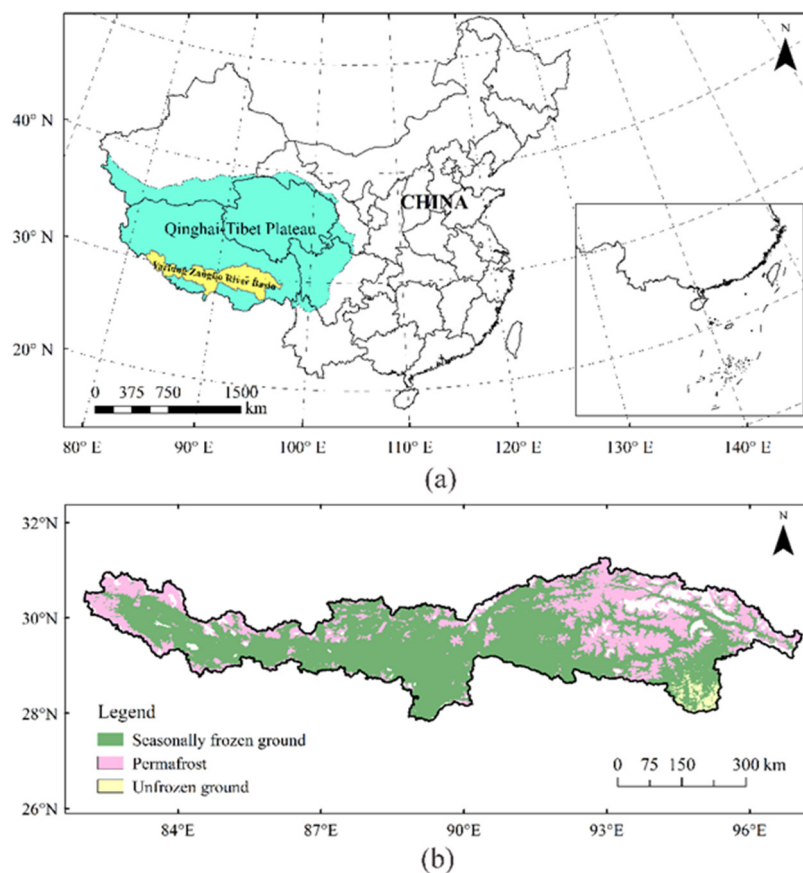 N
40° N
30° N
20° N
CHINA
Qinghai-Tibet Plateau
Yarlung Zangbo River Basin
0 375 750 1500
km
80° E 90° E 100° E 110° E 120° E 130° E 140° E
(a)
N
32°N
30°N
28°N
26°N
Legend
Seasonally frozen ground
Permafrost
Unfrozen ground
0 75 150 300 km
84°E 87°E 90°E 93°E 96°E
(b)